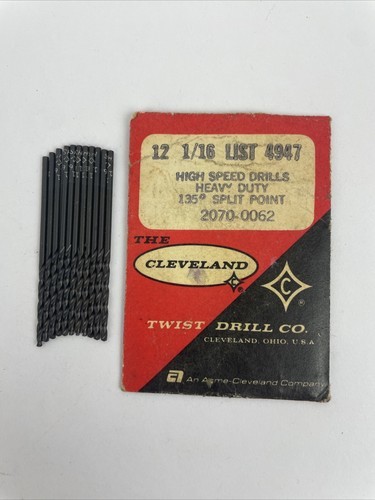 12 1/16 LIST 4947
HIGH SPEED DRILLS
HEAVY DUTY
135° SPLIT POINT
2070-0062
THE
CLEVELAND
C
C
®
TWIST DRILL CO.
CLEVELAND, OHIO, U.S.A
An Acme-Cleveland Company